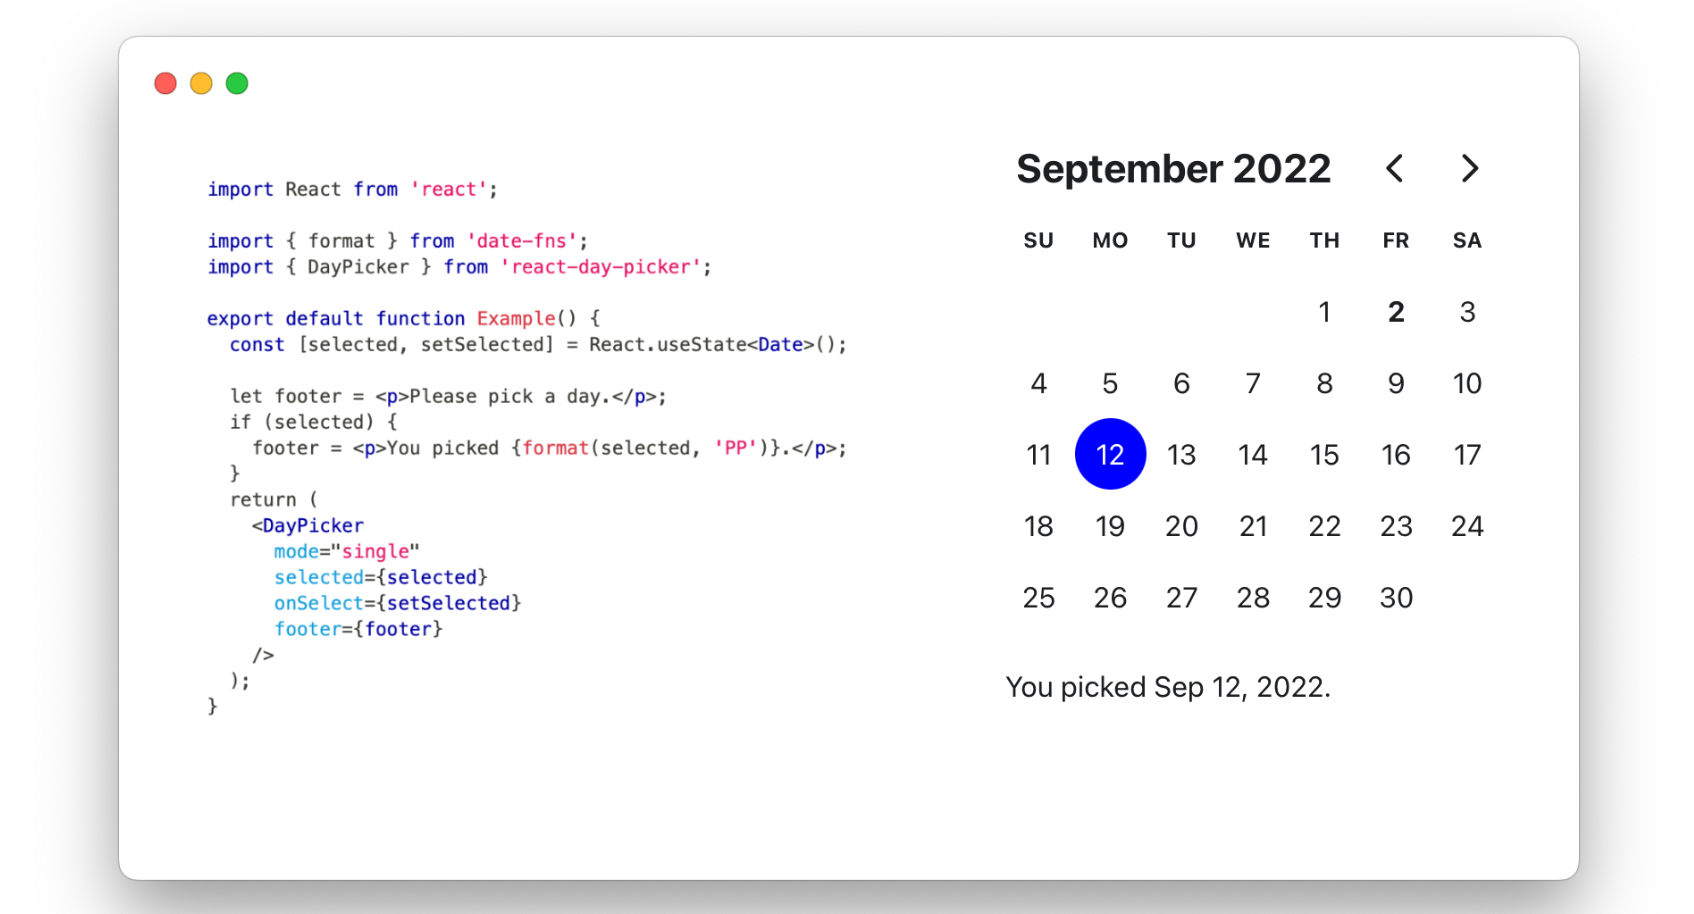 import React from 'react';
import { format } from 'date-fns';
import { DayPicker } from 'react-day-picker';
export default function Example() {
const [selected, setSelected] = React.useState<Date>();
let footer = <p>Please pick a day.</p>;
if (selected) {
footer = <p>You picked {format(selected, 'PP')}.</p>;
}
return (
<DayPicker
mode="single"
selected={selected}
onSelect={setSelected}
footer={footer}
/>
);
}
September 2022
SU MO TU WE TH FR SA
1 2 3
4 5 6 7 8 9 10
11 12 13 14 15 16 17
18 19 20 21 22 23 24
25 26 27 28 29 30
You picked Sep 12, 2022.